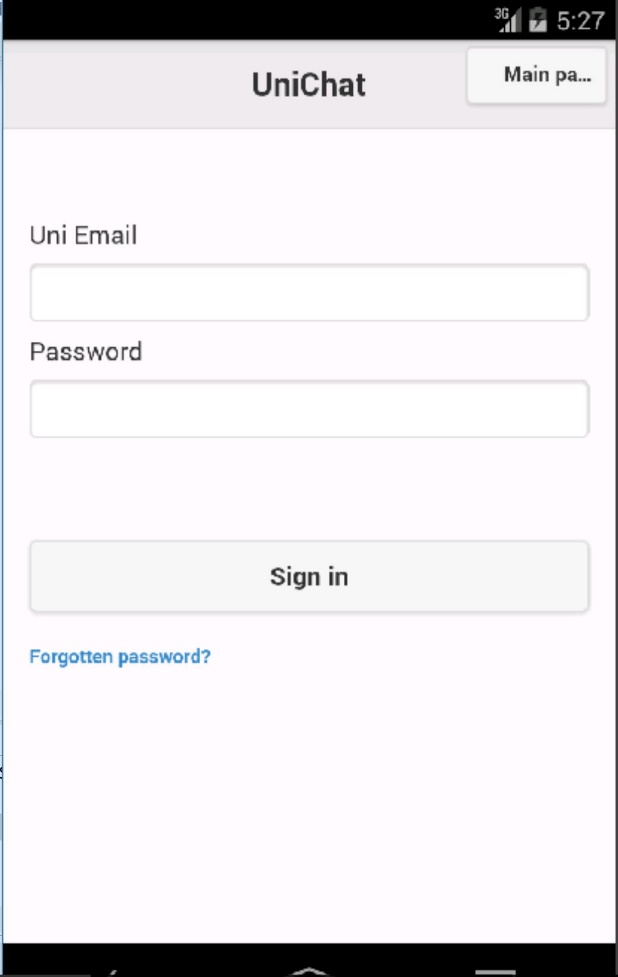 3G 5:27
UniChat
Main pa...
Uni Email
Password
Sign in
Forgotten password?